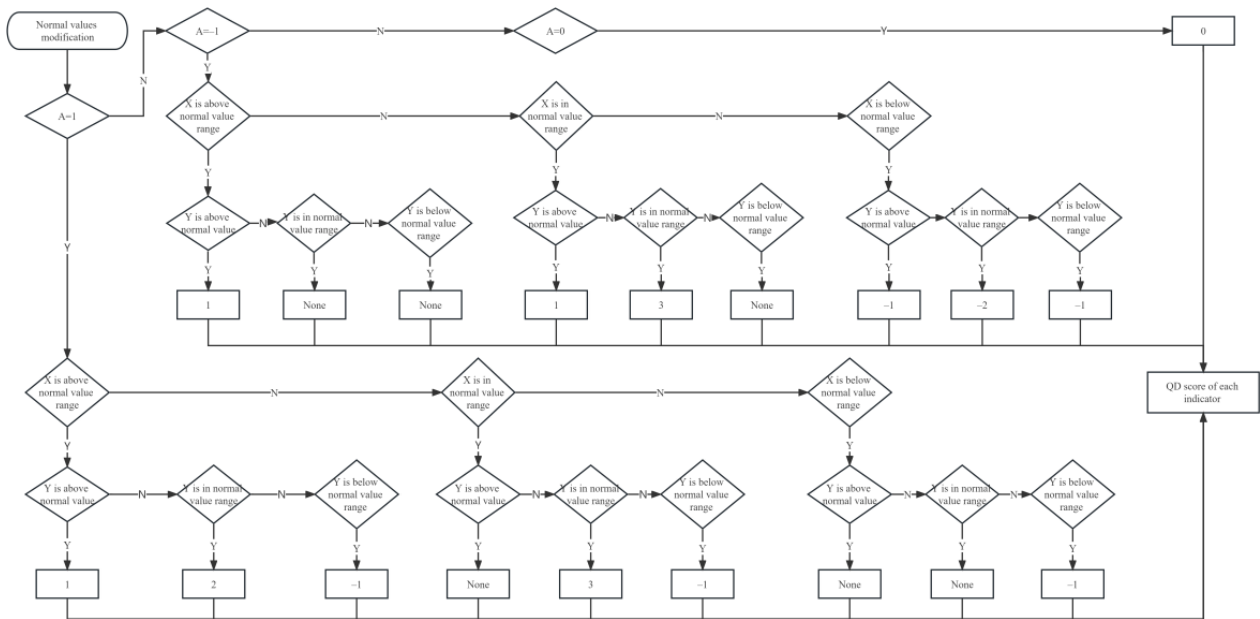 Normal values
modification
A=–1
N
A=0
Y
0
N
Y
A=1
X is above
normal value
range
N
X is in
normal value
range
N
X is below
normal value
range
Y
Y
Y
Y is above
normal value
N
Y is in normal
value range
N
Y is below
normal value
range
Y is above
normal value
N
Y is in normal
value range
N
Y is below
normal value
range
Y is above
normal value
Y is in normal
value range
Y is below
normal value
range
Y
Y
Y
Y
Y
Y
Y
Y
Y
1
None
None
1
3
None
–1
–2
–1
Y
X is above
normal value
range
N
X is in
normal value
range
N
X is below
normal value
range
QD score of each
indicator
Y
Y
Y
Y is above
normal value
N
Y is in normal
value range
N
Y is below
normal value
range
Y is above
normal value
N
Y is in normal
value range
N
Y is below
normal value
range
Y is above
normal value
N
Y is in normal
value range
N
Y is below
normal value
range
Y
Y
Y
Y
Y
Y
Y
Y
Y
1
2
–1
None
3
–1
None
None
–1